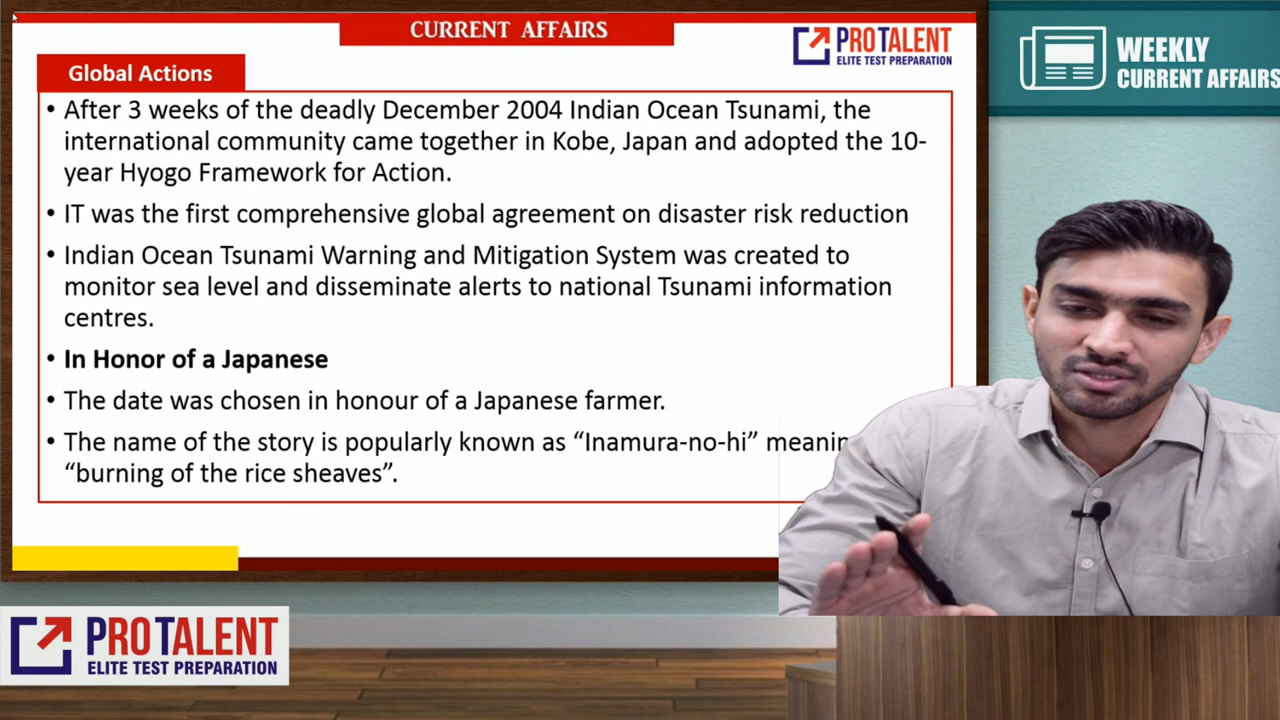 CURRENT AFFAIRS
PROTALENT
ELITE TEST PREPARATION
WEEKLY
CURRENT AFFAIRS
Global Actions
• After 3 weeks of the deadly December 2004 Indian Ocean Tsunami, the
international community came together in Kobe, Japan and adopted the 10-
year Hyogo Framework for Action.
• IT was the first comprehensive global agreement on disaster risk reduction
• Indian Ocean Tsunami Warning and Mitigation System was created to
monitor sea level and disseminate alerts to national Tsunami information
centres.
• In Honor of a Japanese
• The date was chosen in honour of a Japanese farmer.
• The name of the story is popularly known as “Inamura-no-hi”
“burning of the rice sheaves”.
PROTALENT
ELITE TEST PREPARATION